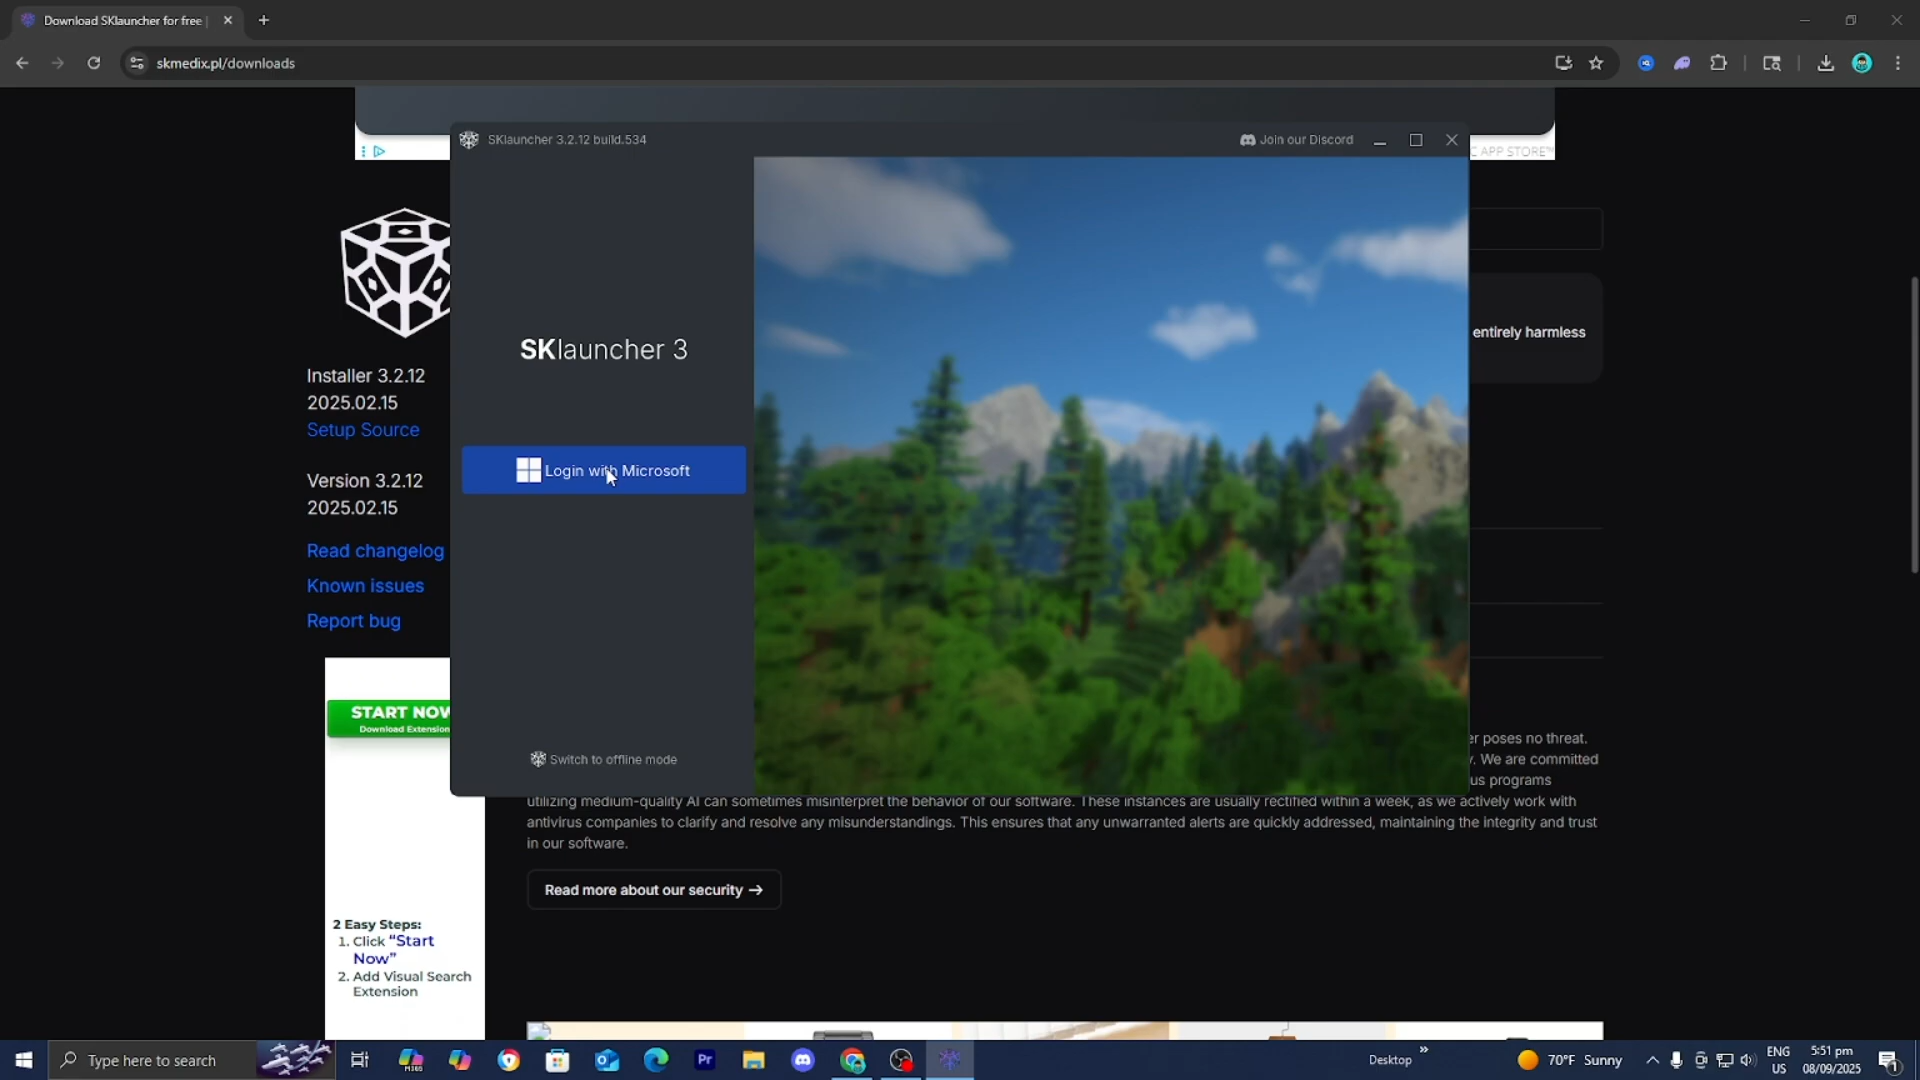 Download SKlauncher for free |
skmedix.pl/downloads
C APP STORE™
SKlauncher 3.2.12 build.534
Join our Discord
SKlauncher 3
Login with Microsoft
Switch to offline mode
Installer 3.2.12
2025.02.15
Setup Source
Version 3.2.12
2025.02.15
Read changelog
Known issues
Report bug
entirely harmless
START NOW
Download Extension
2 Easy Steps:
1. Click "Start
Now"
2. Add Visual Search
Extension
er poses no threat.
y. We are committed
us programs
utilizing medium-quality AI can sometimes misinterpret the behavior of our software. These instances are usually rectified within a week, as we actively work with
antivirus companies to clarify and resolve any misunderstandings. This ensures that any unwarranted alerts are quickly addressed, maintaining the integrity and trust
in our software.
Read more about our security →
Type here to search
M365
Pr
Desktop
70°F Sunny
ENG
US
5:51 pm
08/09/2025
1